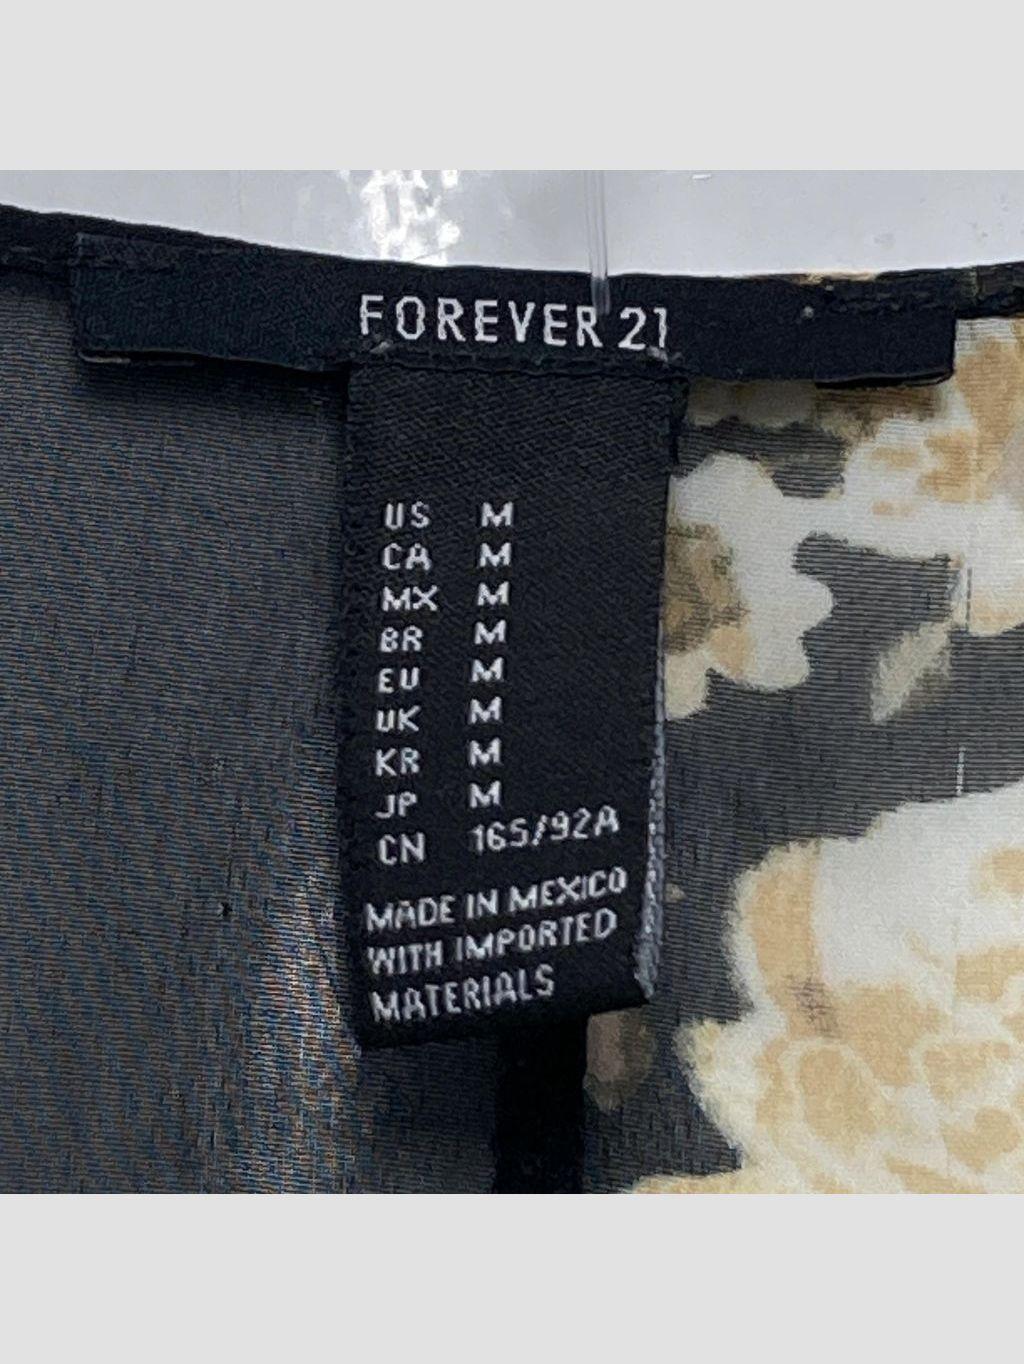 FOREVER 21
US M
CA M
MX M
BR M
EU M
UK M
KR M
JP M
CN 165/92A
MADE IN MEXICO
WITH IMPORTED
MATERIALS